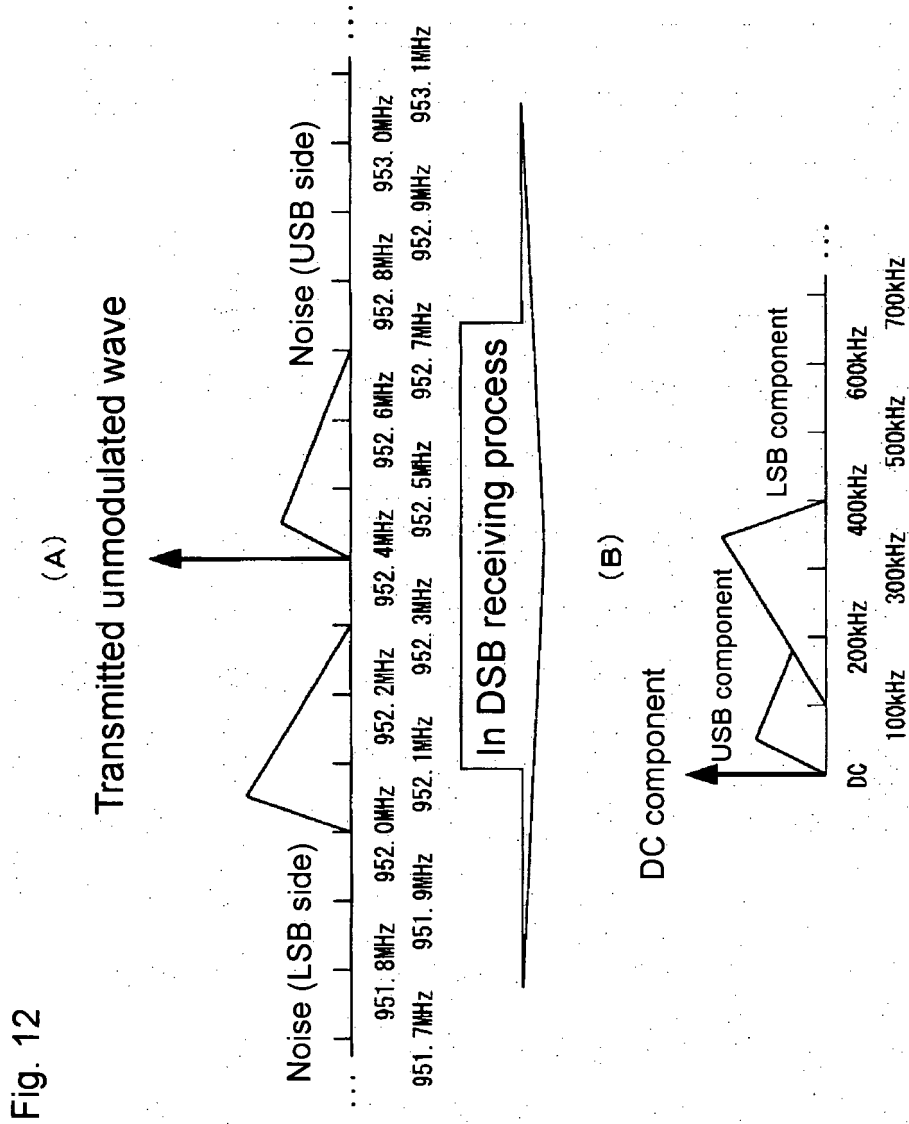 Fig. 12
(A)
Transmitted unmodulated wave
Noise (LSB side)
Noise (USB side)
... ...
951.8MHz 952.0MHz 952.2MHz 952.4MHz 952.6MHz 952.8MHz 953.0MHz
951.7MHz 951.9MHz 952.1MHz 952.3MHz 952.5MHz 952.7MHz 952.9MHz 953.1MHz
In DSB receiving process
(B)
DC component
USB component
LSB component
...
DC 200kHz 400kHz 600kHz
100kHz 300kHz 500kHz 700kHz